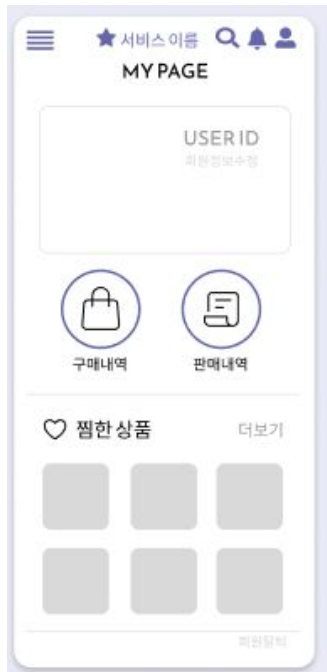 서비스 이름
MY PAGE
USER ID
회원정보수정
구매내역
판매내역
찜한 상품
더보기
회원탈퇴